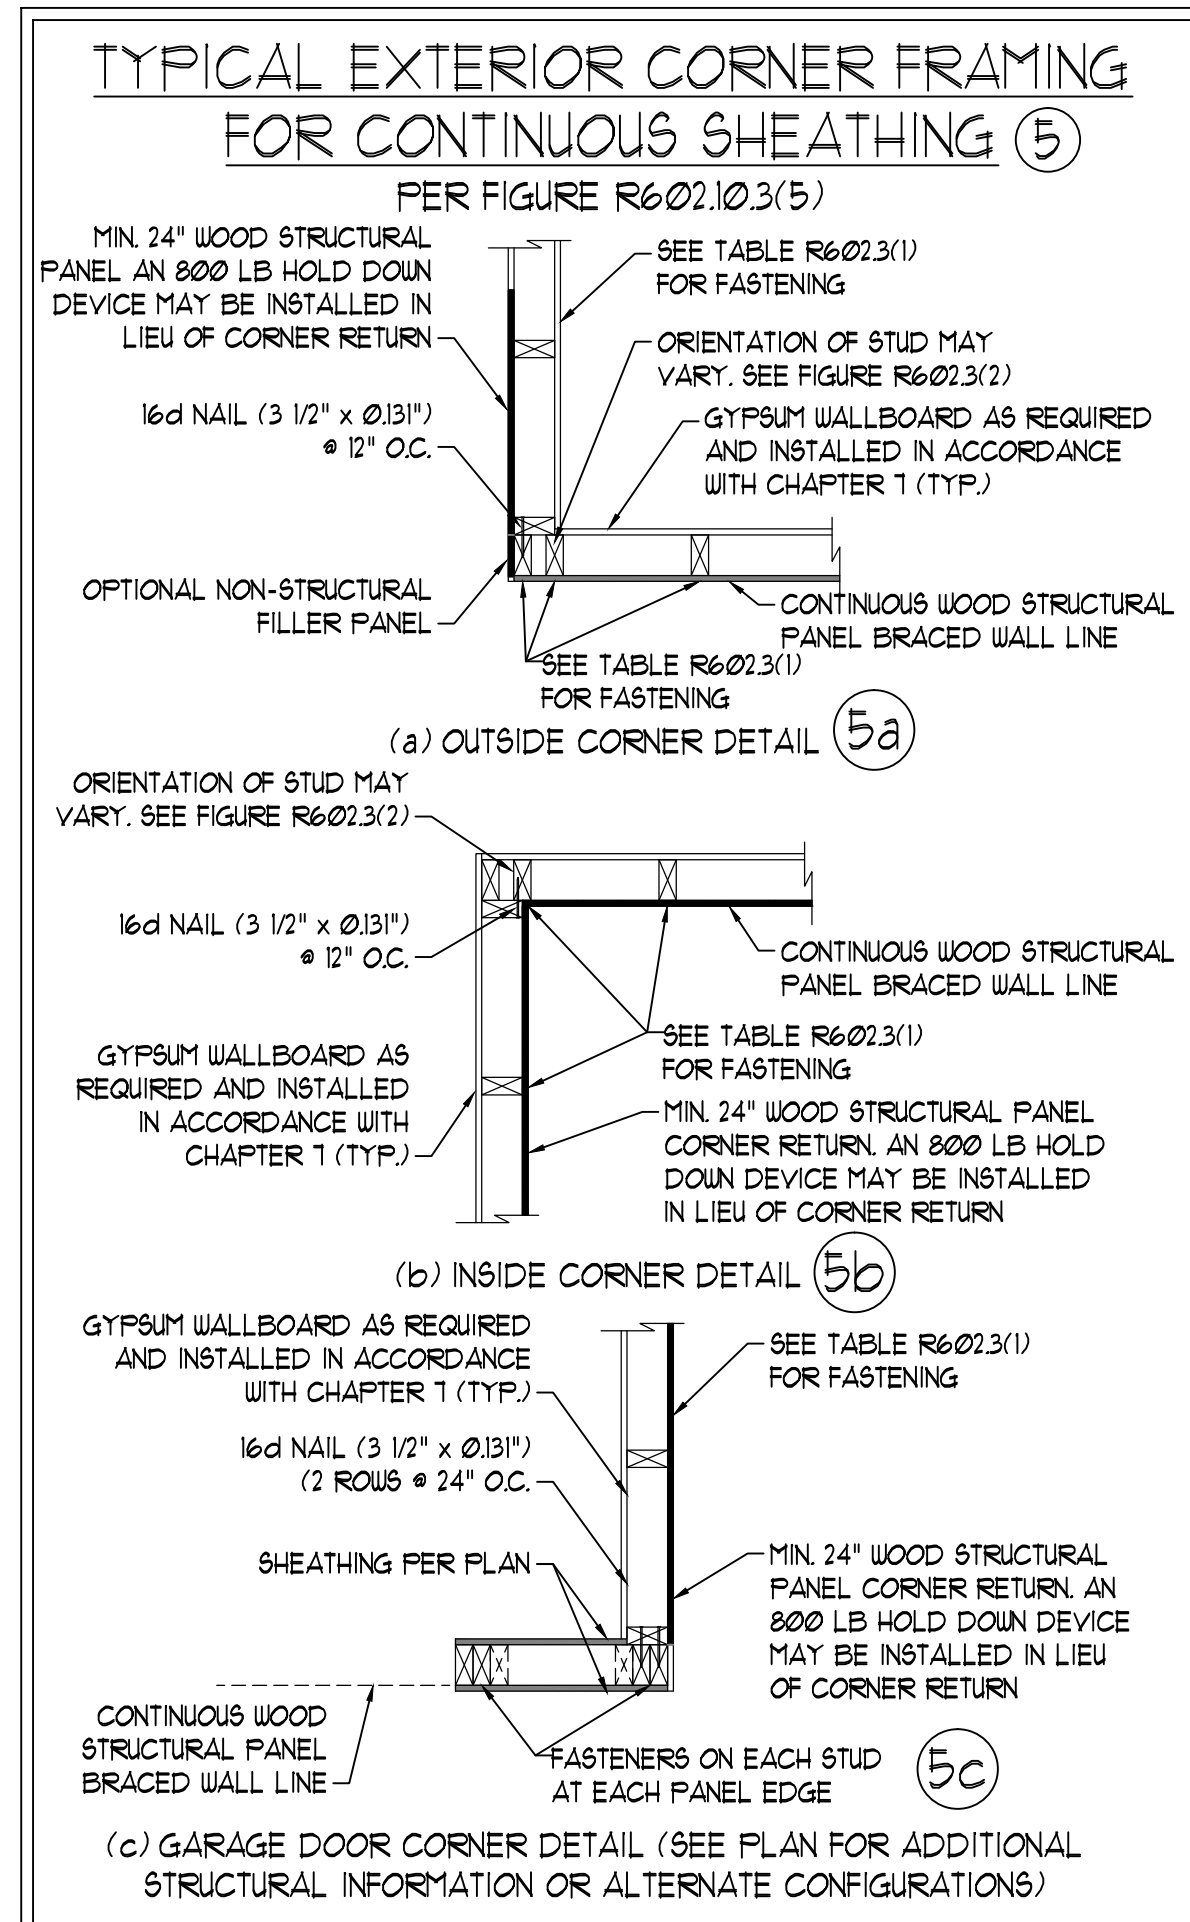 TYPICAL EXTERIOR CORNER FRAMING
FOR CONTINUOUS SHEATHING 5
PER FIGURE R602.10.3(5)
MIN. 24" WOOD STRUCTURAL
PANEL AN 800 LB HOLD DOWN
DEVICE MAY BE INSTALLED IN
LIEU OF CORNER RETURN
SEE TABLE R602.3(1)
FOR FASTENING
ORIENTATION OF STUD MAY
VARY. SEE FIGURE R602.3(2)
16d NAIL (3 1/2" x 0.131")
@ 12" O.C.
GYPSUM WALLBOARD AS REQUIRED
AND INSTALLED IN ACCORDANCE
WITH CHAPTER 7 (TYP.)
OPTIONAL NON-STRUCTURAL
FILLER PANEL
CONTINUOUS WOOD STRUCTURAL
PANEL BRACED WALL LINE
SEE TABLE R602.3(1)
FOR FASTENING
(a) OUTSIDE CORNER DETAIL 5a
ORIENTATION OF STUD MAY
VARY. SEE FIGURE R602.3(2)
16d NAIL (3 1/2" x 0.131")
@ 12" O.C.
CONTINUOUS WOOD STRUCTURAL
PANEL BRACED WALL LINE
SEE TABLE R602.3(1)
FOR FASTENING
GYPSUM WALLBOARD AS
REQUIRED AND INSTALLED
IN ACCORDANCE WITH
CHAPTER 7 (TYP.)
MIN. 24" WOOD STRUCTURAL PANEL
CORNER RETURN. AN 800 LB HOLD
DOWN DEVICE MAY BE INSTALLED
IN LIEU OF CORNER RETURN
(b) INSIDE CORNER DETAIL 5b
GYPSUM WALLBOARD AS REQUIRED
AND INSTALLED IN ACCORDANCE
WITH CHAPTER 7 (TYP.)
SEE TABLE R602.3(1)
FOR FASTENING
16d NAIL (3 1/2" x 0.131")
(2 ROWS @ 24" O.C.
SHEATHING PER PLAN
MIN. 24" WOOD STRUCTURAL
PANEL CORNER RETURN. AN
800 LB HOLD DOWN DEVICE
MAY BE INSTALLED IN LIEU
OF CORNER RETURN
CONTINUOUS WOOD
STRUCTURAL PANEL
BRACED WALL LINE
FASTENERS ON EACH STUD
AT EACH PANEL EDGE
5c
(c) GARAGE DOOR CORNER DETAIL (SEE PLAN FOR ADDITIONAL
STRUCTURAL INFORMATION OR ALTERNATE CONFIGURATIONS)